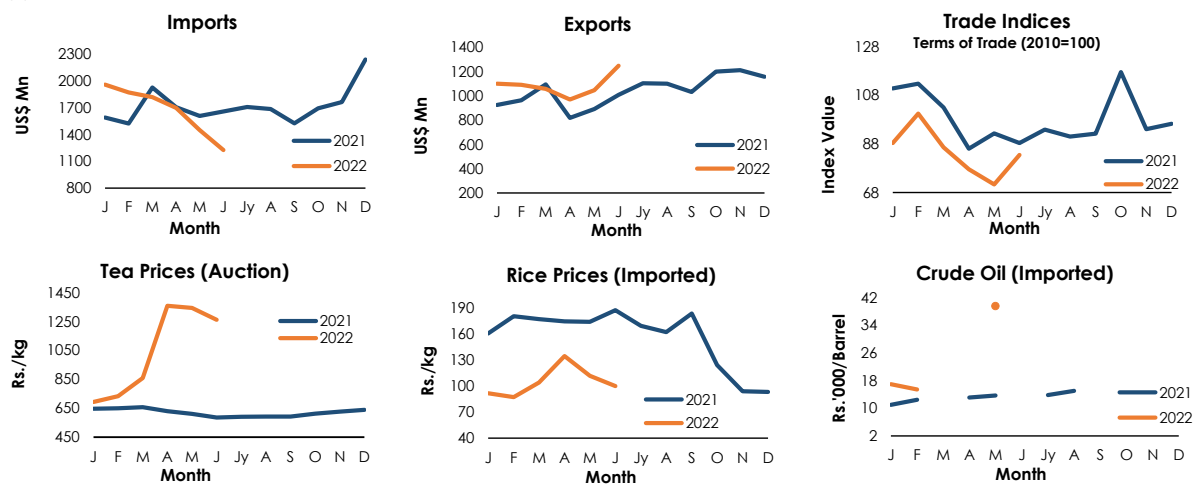 Imports
US$ Mn
2300
2000
1700
1400
1100
800
2021
2022
J F M A M J Jy A S O N D
Month
Exports
US$ Mn
1400
1200
1000
800
600
400
200
2021
2022
J F M A M J Jy A S O N D
Month
Trade Indices
Terms of Trade (2010=100)
Index Value
128
108
88
68
2021
2022
J F M A M J Jy A S O N D
Month
Tea Prices (Auction)
Rs./kg
1450
1250
1050
850
650
450
2021
2022
J F M A M J Jy A S O N D
Month
Rice Prices (Imported)
Rs./kg
190
160
130
100
70
40
2021
2022
J F M A M J Jy A S O N D
Month
Crude Oil (Imported)
Rs.'000/Barrel
42
34
26
18
10
2
2021
2022
J F M A M J Jy A S O N D
Month